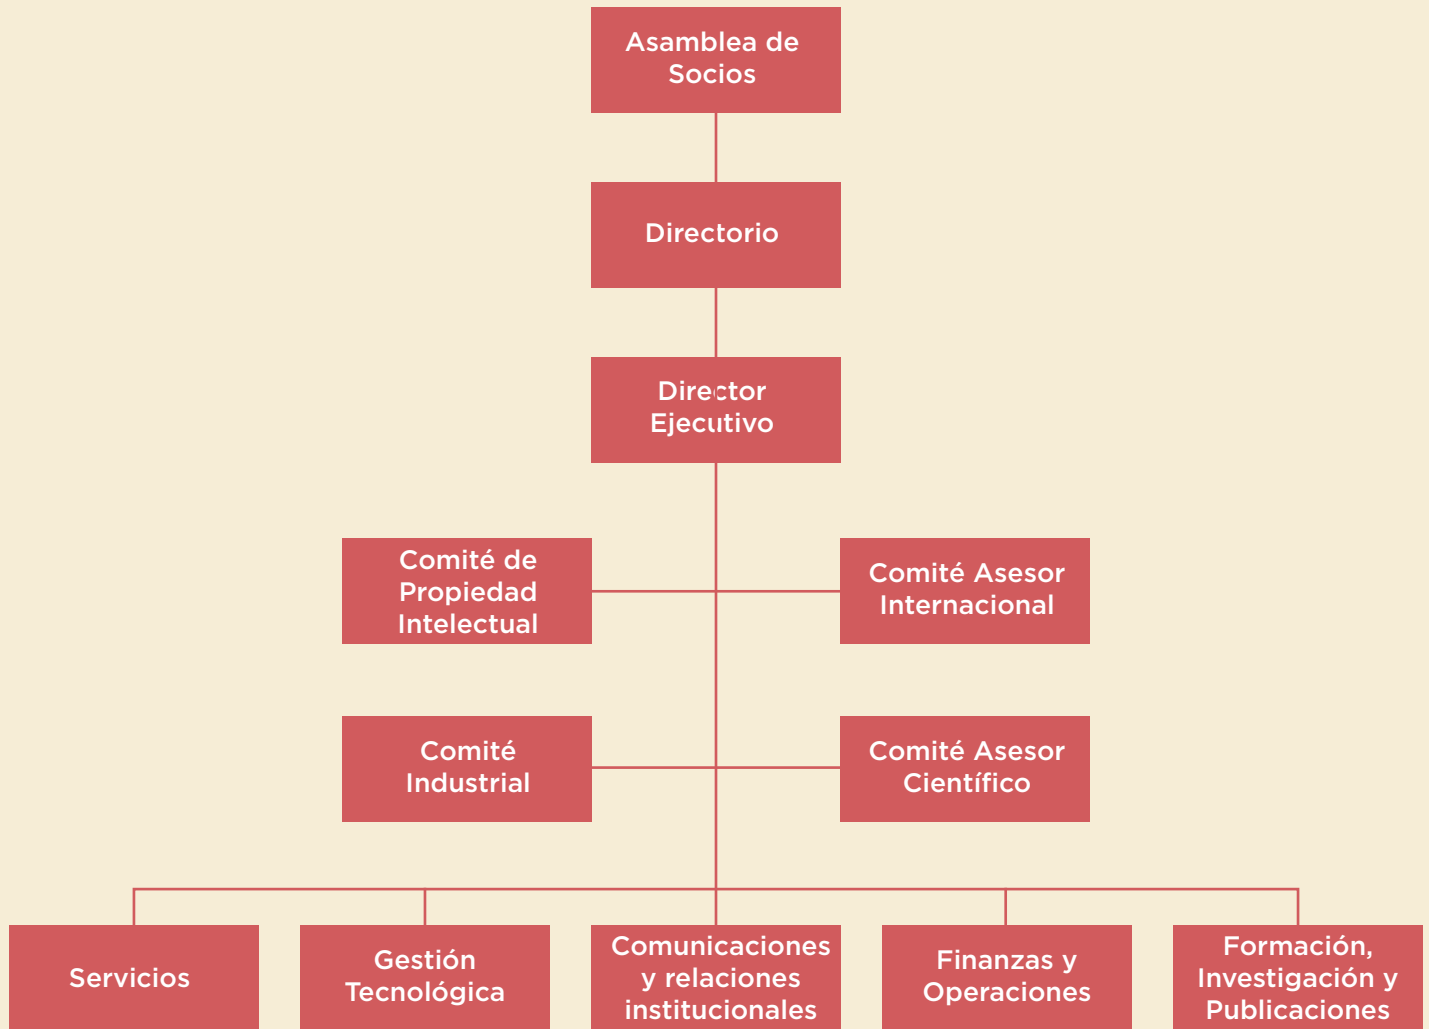 Asamblea de
Socios
Directorio
Director
Ejecutivo
Comité de
Propiedad
Intelectual
Comité Asesor
Internacional
Comité
Industrial
Comité Asesor
Científico
Servicios
Gestión
Tecnológica
Comunicaciones
y relaciones
institucionales
Finanzas y
Operaciones
Formación,
Investigación y
Publicaciones